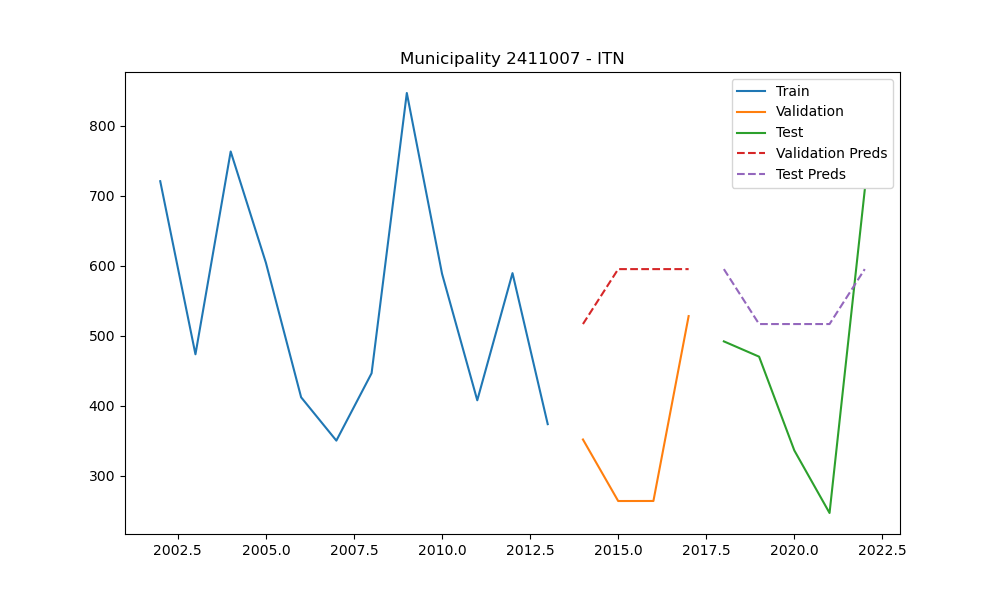 Municipality 2411007 - ITN
Train
Validation
Test
Validation Preds
Test Preds
800
700
600
500
400
300
2002.5 2005.0 2007.5 2010.0 2012.5 2015.0 2017.5 2020.0 2022.5